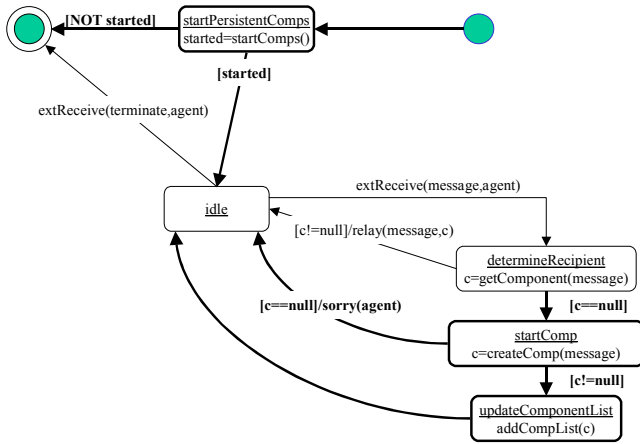 [NOT started]
startPersistentComps
started=startComps()
[started]
extReceive(terminate,agent)
idle
extReceive(message,agent)
[c!=null]/relay(message,c)
determineRecipient
c=getComponent(message)
[c==null]/sorry(agent)
[c==null]
startComp
c=createComp(message)
[c!=null]
updateComponentList
addCompList(c)